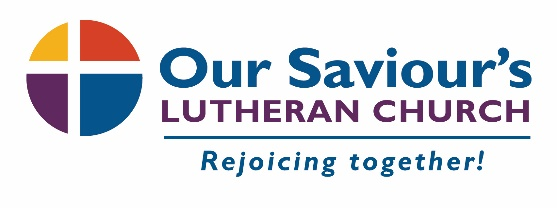 Our Saviour's
LUTHERAN CHURCH
Rejoicing together!